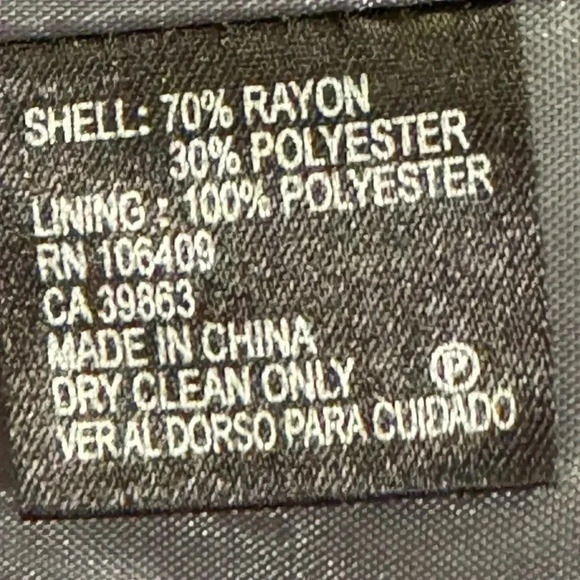 SHELL: 70% RAYON
30% POLYESTER
LINING : 100% POLYESTER
RN 106409
CA 39863
MADE IN CHINA
DRY CLEAN ONLY P
VER AL DORSO PARA CUIDADO